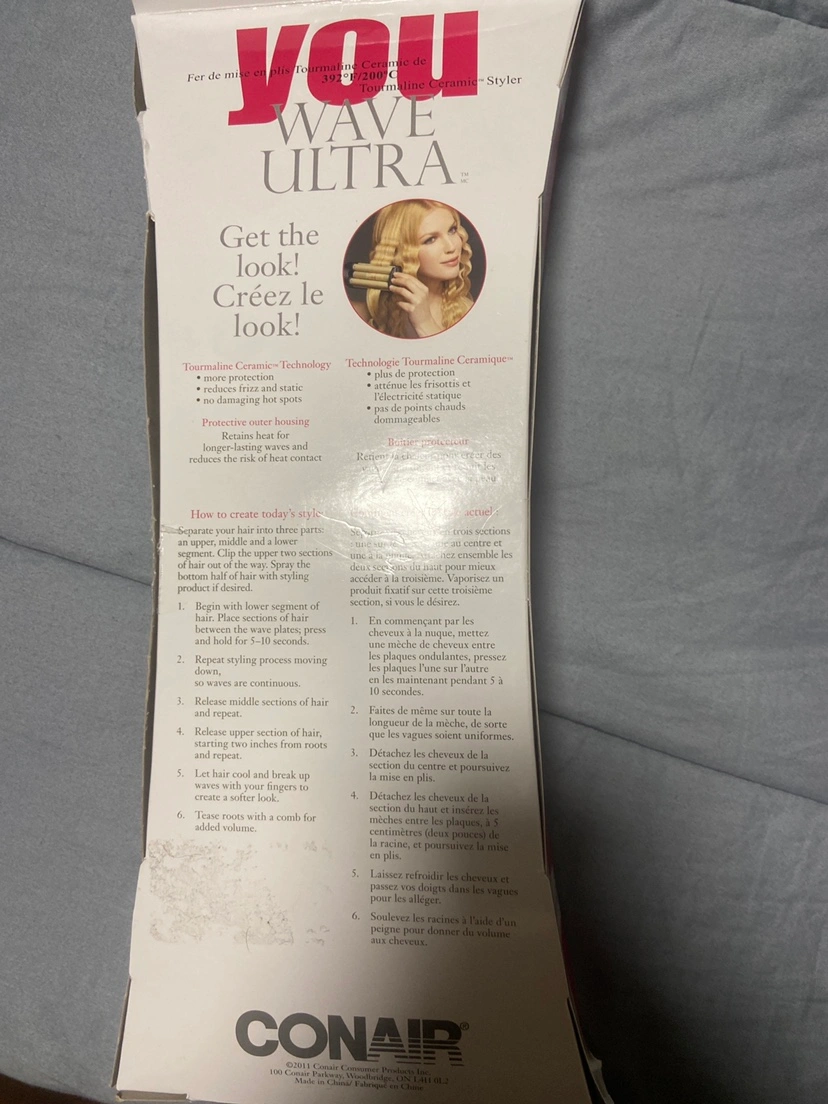 you
Fer de mise en plis Tourmaline Ceramic de
392°F/200°C
Tourmaline Ceramic™ Styler
WAVE
ULTRA™
MC
Get the
look!
Créez le
look!
Tourmaline Ceramic™ Technology
• more protection
• reduces frizz and static
• no damaging hot spots
Protective outer housing
Retains heat for
longer-lasting waves and
reduces the risk of heat contact
Technologie Tourmaline Ceramique™
• plus de protection
• atténue les frisottis et
l'électricité statique
• pas de points chauds
dommageables
Boîtier protecteur
Retient la créer des
les
How to create today's style
Separate your hair into three parts:
an upper, middle and a lower
segment. Clip the upper two sections
of hair out of the way. Spray the
bottom half of hair with styling
product if desired.
1. Begin with lower segment of
hair. Place sections of hair
between the wave plates; press
and hold for 5–10 seconds.
2. Repeat styling process moving
down,
so waves are continuous.
3. Release middle sections of hair
and repeat.
4. Release upper section of hair,
starting two inches from roots
and repeat.
5. Let hair cool and break up
waves with your fingers to
create a softer look.
6. Tease roots with a comb for
added volume.
actuels
en trois sections
au centre et
une à la ensemble les
deux sections du haut pour mieux
accéder à la troisième. Vaporisez un
produit fixatif sur cette troisième
section, si vous le désirez.
1. En commençant par les
cheveux à la nuque, mettez
une mèche de cheveux entre
les plaques ondulantes, pressez
les plaques l'une sur l'autre
en les maintenant pendant 5 à
10 secondes.
2. Faites de même sur toute la
longueur de la mèche, de sorte
que les vagues soient uniformes.
3. Détachez les cheveux de la
section du centre et poursuivez
la mise en plis.
4. Détachez les cheveux de la
section du haut et insérez les
mèches entre les plaques, à 5
centimètres (deux pouces) de
la racine, et poursuivez la mise
en plis.
5. Laissez refroidir les cheveux et
passez vos doigts dans les vagues
pour les alléger.
6. Soulevez les racines à l'aide d'un
peigne pour donner du volume
aux cheveux.
CONAIR®
©2011 Conair Consumer Products Inc.
100 Conair Parkway, Woodbridge, ON L4H 0L2
Made in China/ Fabriqué en Chine